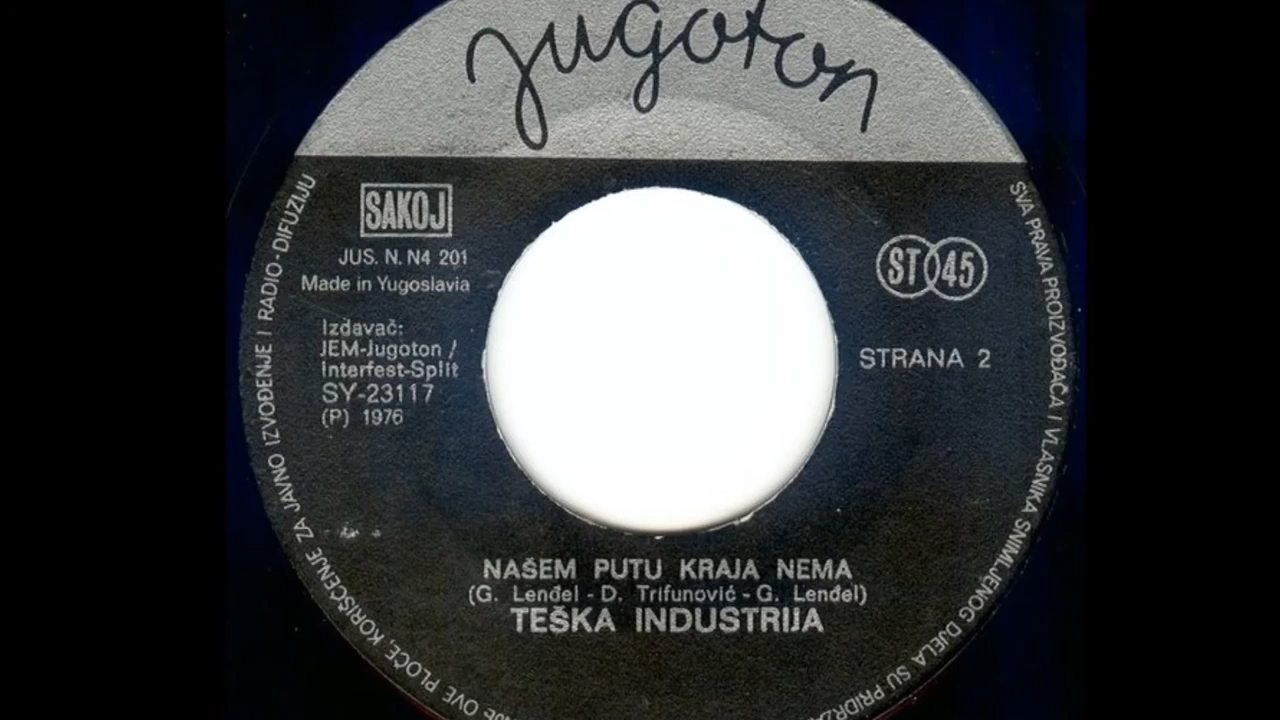 jugoton
SAKOJ
JUS. N. N4 201
Made in Yugoslavia
ST 45
Izdavač:
JEM-Jugoton /
Interfest-Split
SY-23117
(P) 1976
STRANA 2
NAŠEM PUTU KRAJA NEMA
(G. Lenđel - D. Trifunović - G. Lenđel)
TEŠKA INDUSTRIJA
SVA PRAVA PROIZVOĐAČA I VLASNIKA SNIMLJENOG DJELA SU
OVE PLOČE, KORIŠĆENJE ZA JAVNO IZVOĐENJE I RADIO-DIFUZIJU